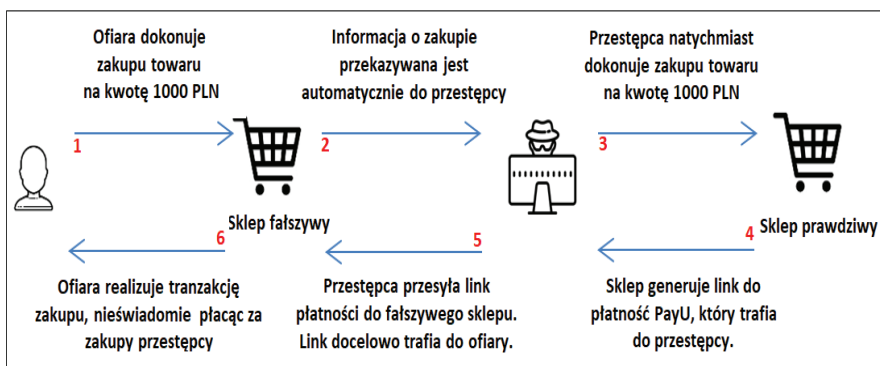 Ofiara dokonuje
zakupu towaru
na kwotę 1000 PLN
1
Informacja o zakupie
przekazywana jest
automatycznie do przestępcy
2
Przestępca natychmiast
dokonuje zakupu towaru
na kwotę 1000 PLN
3
Sklep fałszywy
Sklep prawdziwy
4
Sklep generuje link do
płatność PayU, który trafia
do przestępcy.
5
Przestępca przesyła link
płatności do fałszywego sklepu.
Link docelowo trafia do ofiary.
6
Ofiara realizuje tranzakcję
zakupu, nieświadomie płacąc za
zakupy przestępcy